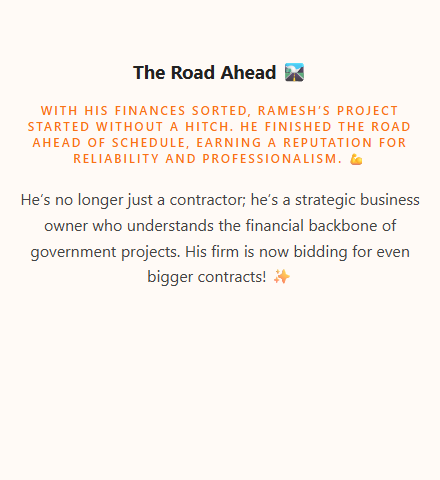 The Road Ahead 🛣️
WITH HIS FINANCES SORTED, RAMESH'S PROJECT
STARTED WITHOUT A HITCH. HE FINISHED THE ROAD
AHEAD OF SCHEDULE, EARNING A REPUTATION FOR
RELIABILITY AND PROFESSIONALISM. 💪
He’s no longer just a contractor; he’s a strategic business
owner who understands the financial backbone of
government projects. His firm is now bidding for even
bigger contracts! ✨